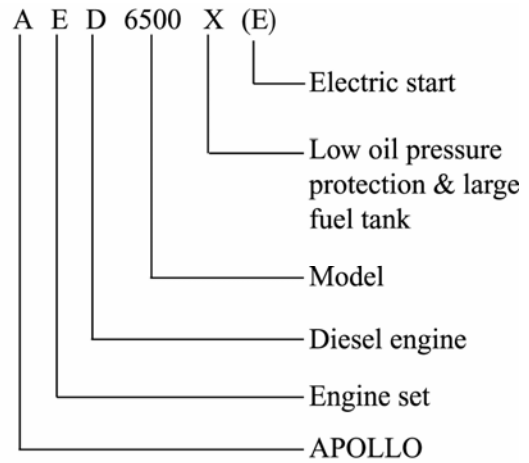 A E D 6500 X (E)
Electric start
Low oil pressure
protection & large
fuel tank
Model
Diesel engine
Engine set
APOLLO